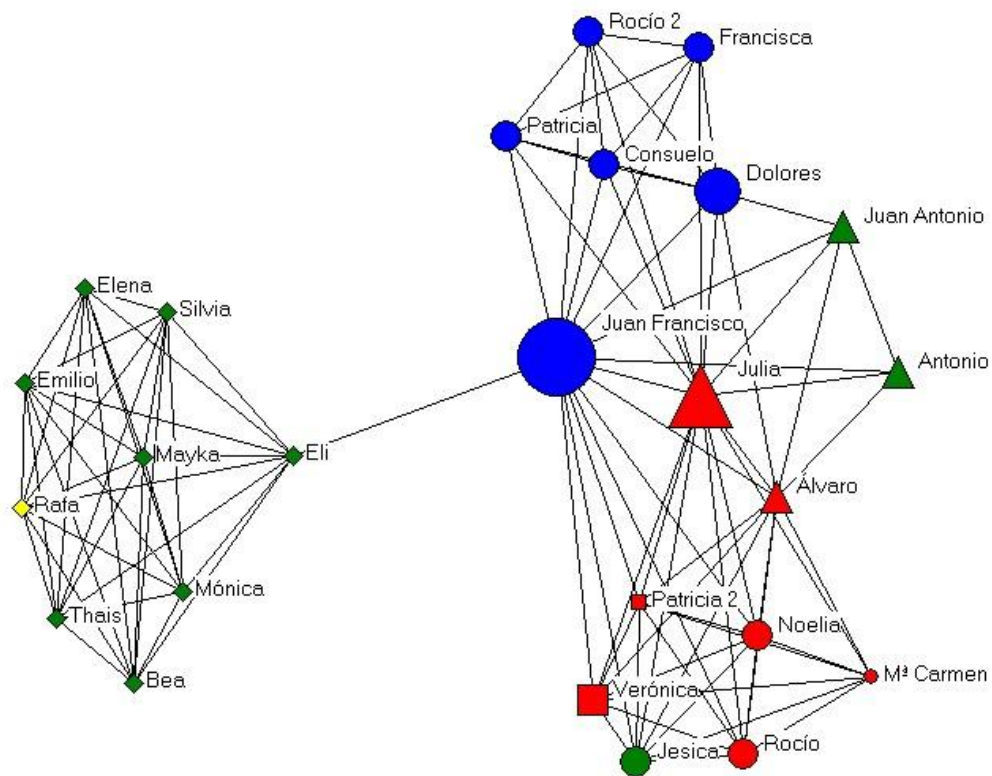 Rocío 2
Francisca
Patricial
Consuelo
Dolores
Juan Antonio
Elena
Silvia
Juan Francisco
Julia
Antonio
Emilio
Mayka
Eli
Rafa
Álvaro
Mónica
Patricia 2
Thais
Noelia
Mª Carmen
Bea
Verónica
Jesica
Rocío